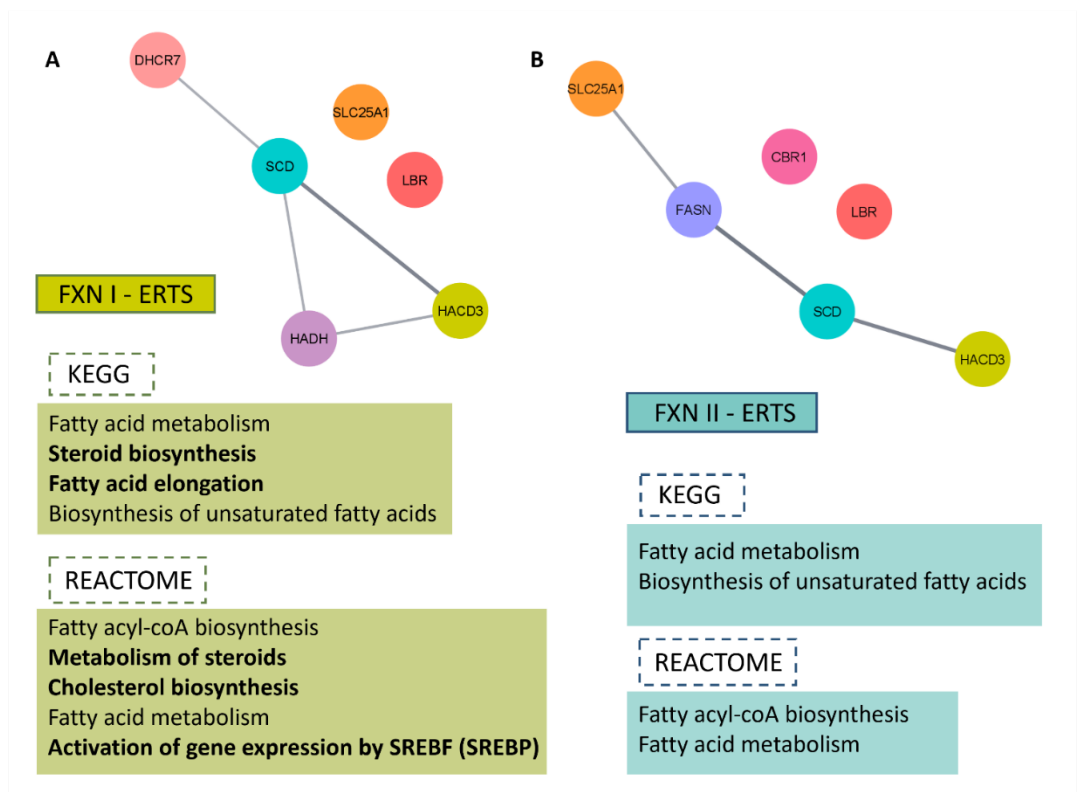 A
DHCR7
SLC25A1
SCD
LBR
HACD3
HADH
FXN I - ERTS
KEGG
Fatty acid metabolism
Steroid biosynthesis
Fatty acid elongation
Biosynthesis of unsaturated fatty acids
REACTOME
Fatty acyl-coA biosynthesis
Metabolism of steroids
Cholesterol biosynthesis
Fatty acid metabolism
Activation of gene expression by SREBF (SREBP)
B
SLC25A1
CBR1
FASN
LBR
SCD
HACD3
FXN II - ERTS
KEGG
Fatty acid metabolism
Biosynthesis of unsaturated fatty acids
REACTOME
Fatty acyl-coA biosynthesis
Fatty acid metabolism